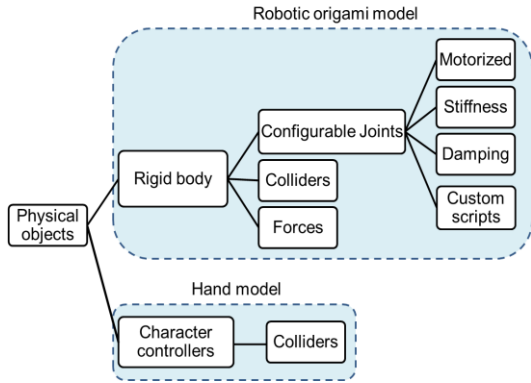 Robotic origami model
Motorized
Stiffness
Configurable Joints
Damping
Rigid body
Colliders
Custom
scripts
Forces
Physical
objects
Hand model
Character
controllers
Colliders